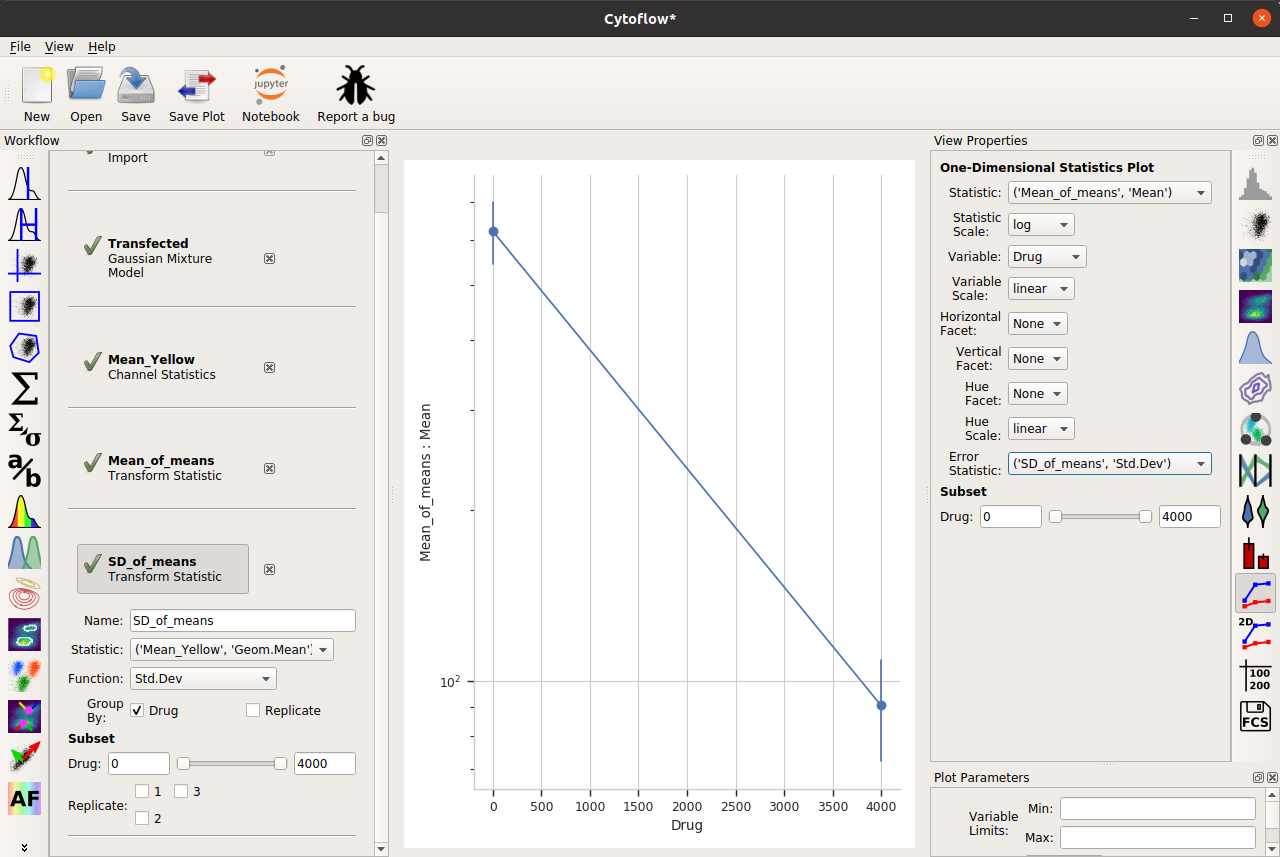 Cytoflow*
File View Help
New Open Save Save Plot Notebook Report a bug
jupyter
Workflow
Import
Transfected
Gaussian Mixture
Model
Mean_Yellow
Channel Statistics
Mean_of_means
Transform Statistic
SD_of_means
Transform Statistic
Name: SD_of_means
Statistic: ('Mean_Yellow', 'Geom.Mean')
Function: Std.Dev
Group
By: Drug Replicate
Subset
Drug: 0 4000
Replicate:
1 3
2
Σ
Σ σ
a/b
AF
Mean_of_means : Mean
10²
0 500 1000 1500 2000 2500 3000 3500 4000
Drug
View Properties
One-Dimensional Statistics Plot
Statistic: ('Mean_of_means', 'Mean')
Statistic
Scale: log
Variable: Drug
Variable
Scale: linear
Horizontal
Facet: None
Vertical
Facet: None
Hue
Facet: None
Hue
Scale: linear
Error
Statistic: ('SD_of_means', 'Std.Dev')
Subset
Drug: 0 4000
2D
100
200
FCS
Plot Parameters
Variable
Limits:
Min:
Max: